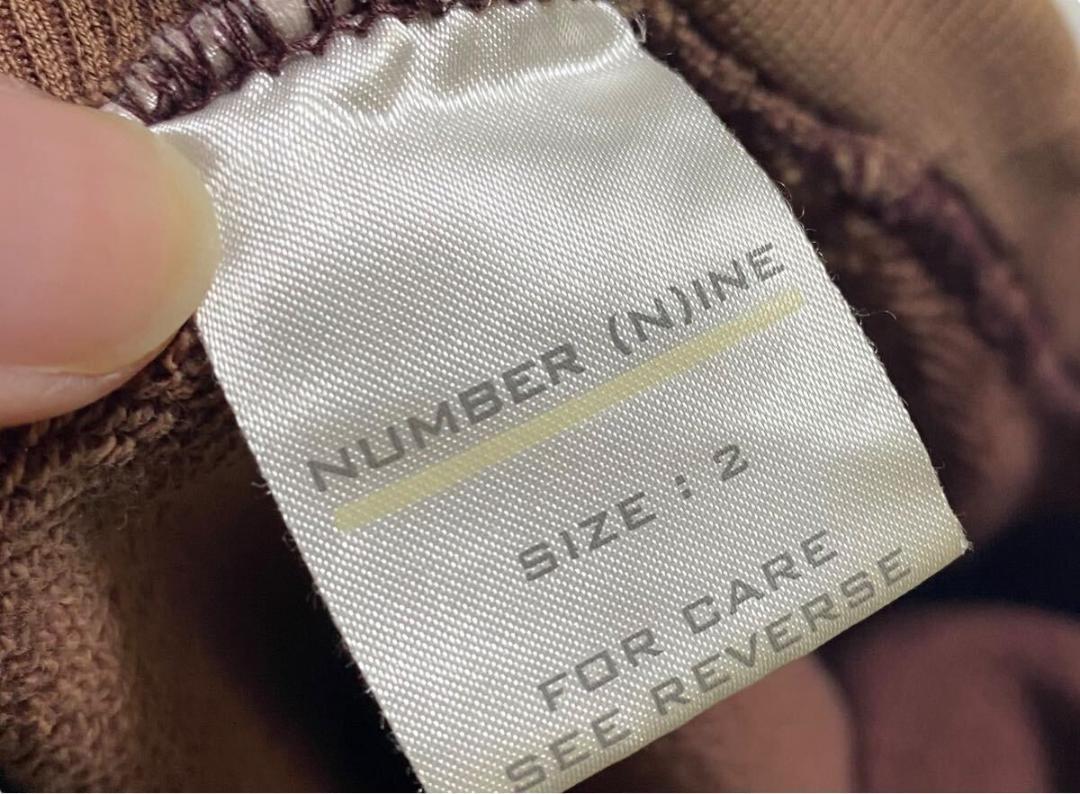 NUMBER (N)INE
SIZE : 2
FOR CARE
SEE REVERSE